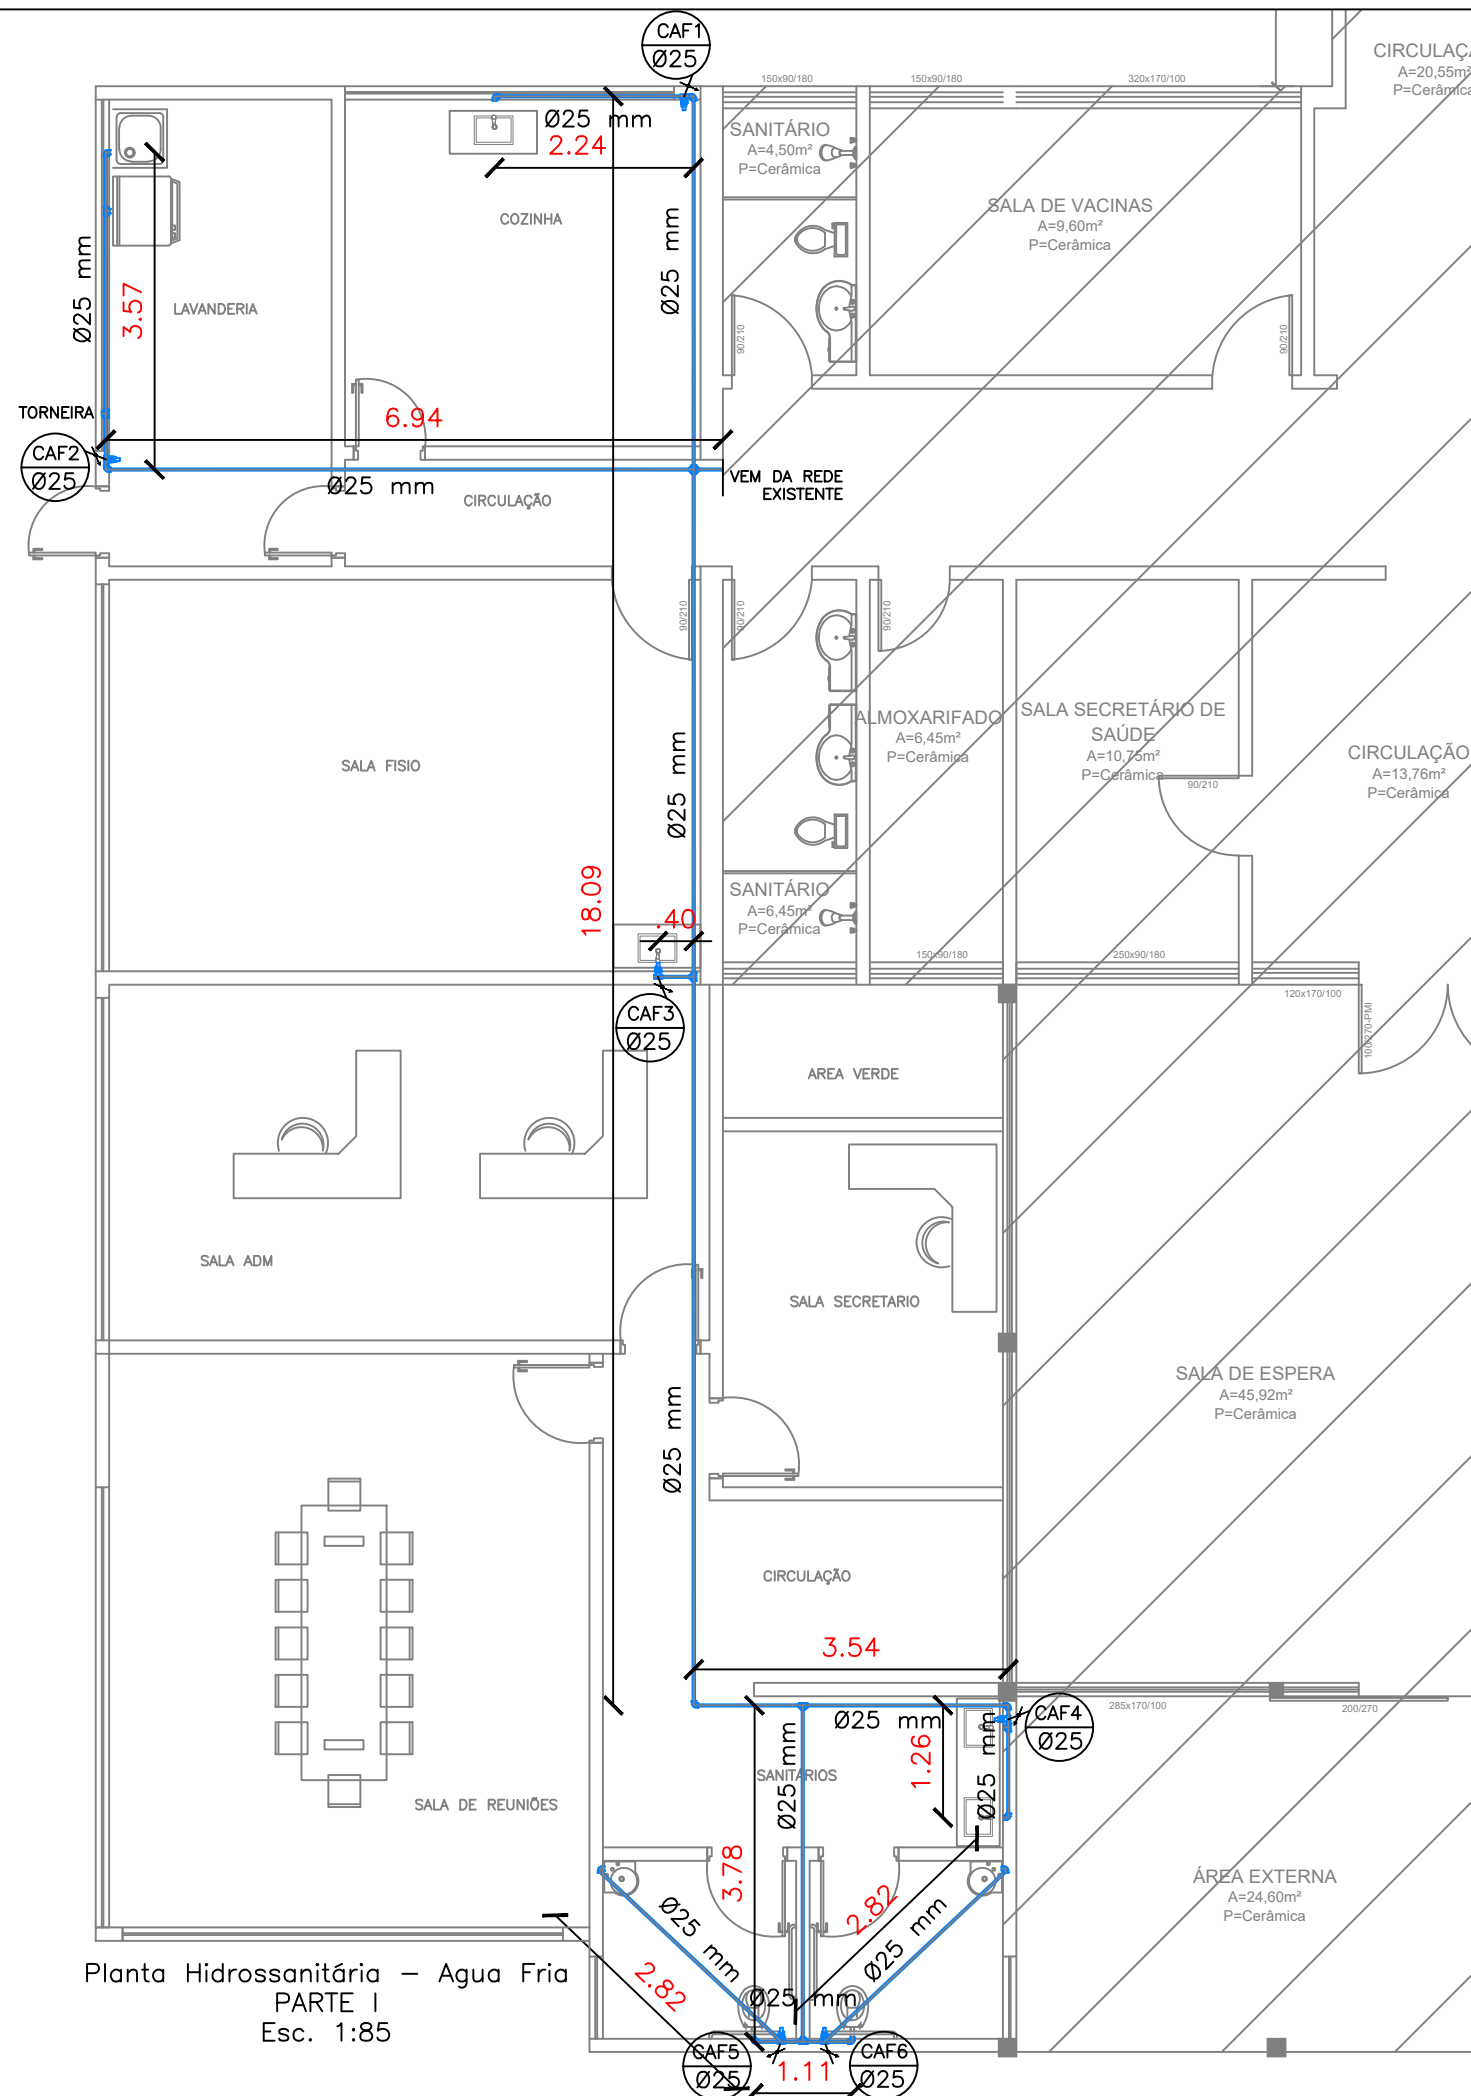 CAF1
Ø25
CIRCULAÇ
A=20,55m²
P=Cerâmica
150x90/180
150x90/180
320x170/100
Ø25 mm
2.24
SANITÁRIO
A=4,50m²
P=Cerâmica
COZINHA
SALA DE VACINAS
A=9,60m²
P=Cerâmica
Ø25 mm
3.57
LAVANDERIA
Ø25 mm
90/210
90/210
TORNEIRA
6.94
CAF2
Ø25
Ø25 mm
VEM DA REDE
EXISTENTE
CIRCULAÇÃO
90/210
90/210
90/210
SALA FISIO
Ø25 mm
ALMOXARIFADO
A=6,45m²
P=Cerâmica
SALA SECRETÁRIO DE
SAÚDE
A=10,75m²
P=Cerâmica
90/210
CIRCULAÇÃO
A=13,76m²
P=Cerâmica
18.09
SANITÁRIO
A=6,45m²
P=Cerâmica
.40
150x90/180
250x90/180
120x170/100
100/270-PMI
CAF3
Ø25
AREA VERDE
SALA ADM
SALA SECRETARIO
SALA DE ESPERA
A=45,92m²
P=Cerâmica
Ø25 mm
CIRCULAÇÃO
3.54
285x170/100
200/270
Ø25 mm
CAF4
Ø25
1.26
Ø25 mm
Ø25 mm
SANITÁRIOS
SALA DE REUNIÕES
3.78
2.82
Ø25 mm
Ø25 mm
ÁREA EXTERNA
A=24,60m²
P=Cerâmica
Planta Hidrossanitária – Agua Fria
PARTE I
Esc. 1:85
2.82
Ø25 mm
CAF5
Ø25
1.11
CAF6
Ø25